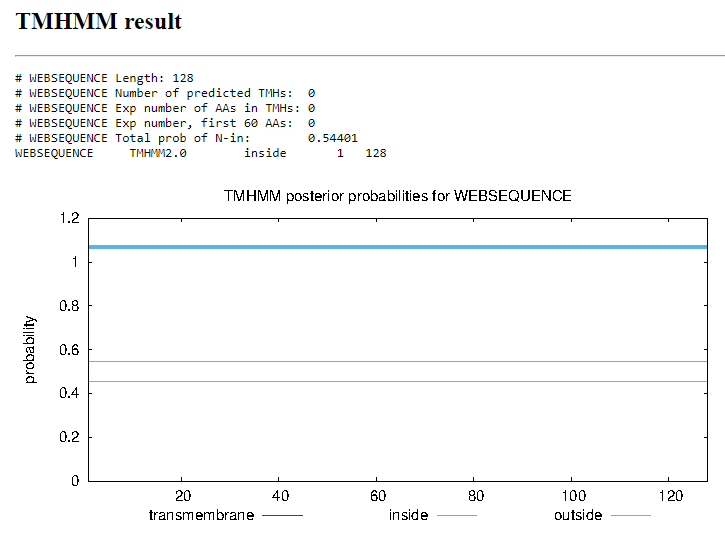 TMHMM result
# WEBSEQUENCE Length: 128
# WEBSEQUENCE Number of predicted TMHs:  0
# WEBSEQUENCE Exp number of AAs in TMHs: 0
# WEBSEQUENCE Exp number, first 60 AAs:  0
# WEBSEQUENCE Total prob of N-in:        0.54401
WEBSEQUENCE     TMHMM2.0        inside       1   128
TMHMM posterior probabilities for WEBSEQUENCE
1.2
1
0.8
0.6
0.4
0.2
0
probability
20 40 60 80 100 120
transmembrane inside outside